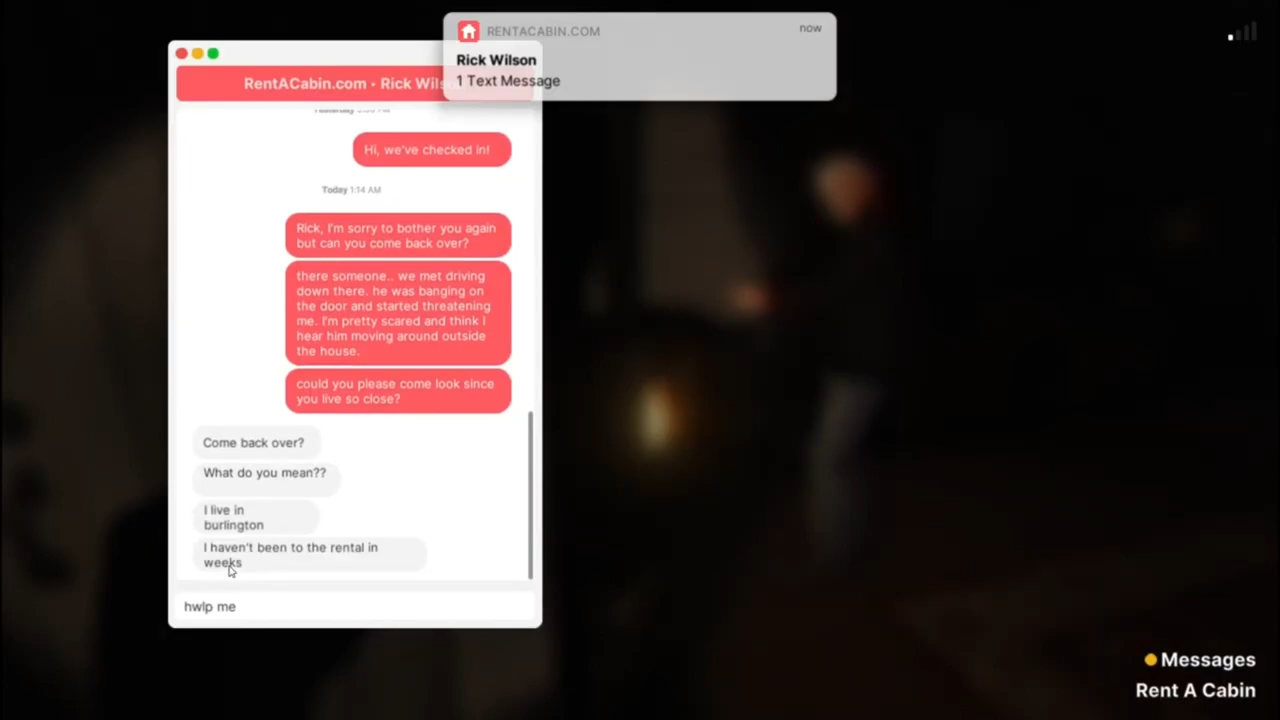 RENTACABIN.COM
now
Rick Wilson
1 Text Message
RentACabin.com • Rick Wils
Hi, we've checked in!
Today 1:14 AM
Rick, I'm sorry to bother you again
but can you come back over?
there someone.. we met driving
down there. he was banging on
the door and started threatening
me. I'm pretty scared and think I
hear him moving around outside
the house.
could you please come look since
you live so close?
Come back over?
What do you mean??
I live in
burlington
I haven't been to the rental in
weeks
hwlp me
Messages
Rent A Cabin